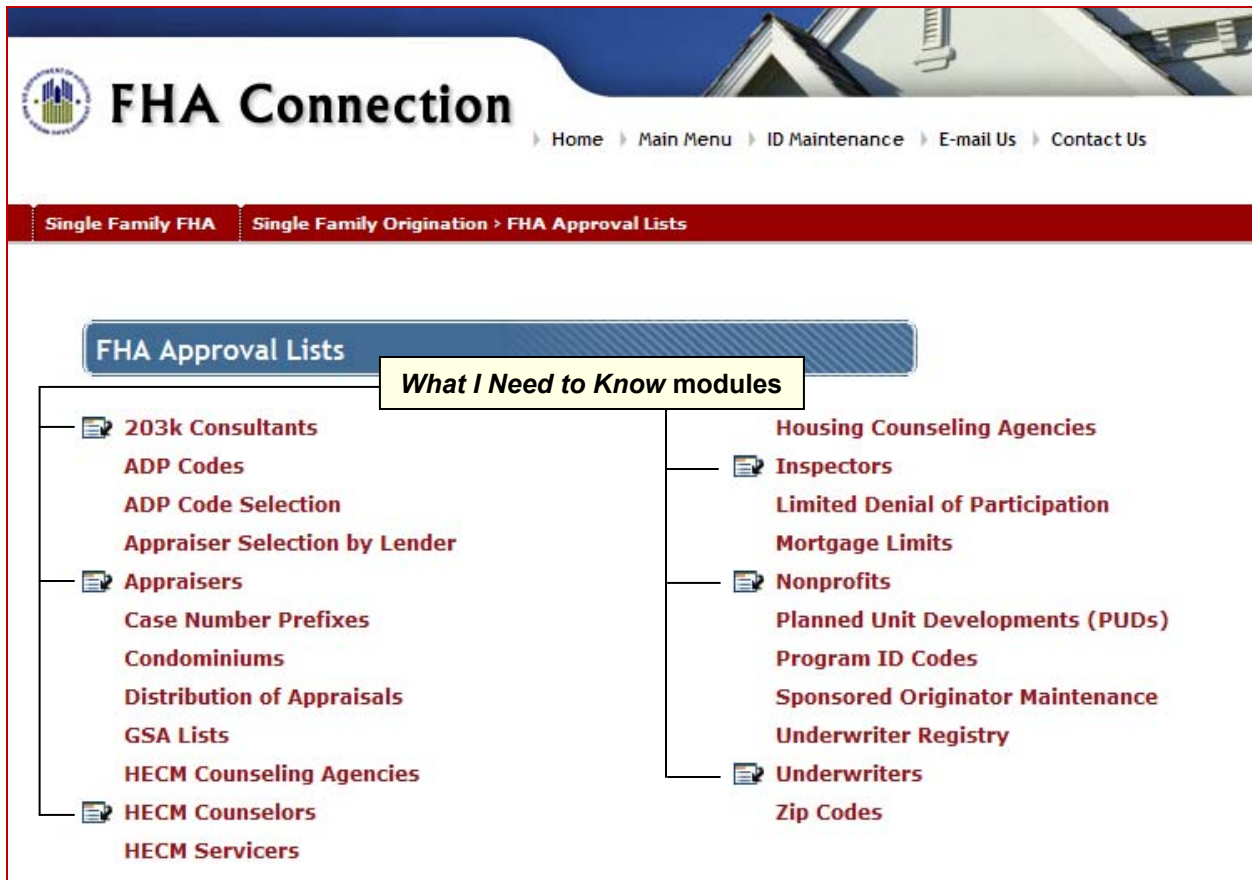 FHA Connection
Home Main Menu ID Maintenance E-mail Us Contact Us
Single Family FHA Single Family Origination > FHA Approval Lists
FHA Approval Lists
What I Need to Know modules
203k Consultants
ADP Codes
ADP Code Selection
Appraiser Selection by Lender
Appraisers
Case Number Prefixes
Condominiums
Distribution of Appraisals
GSA Lists
HECM Counseling Agencies
HECM Counselors
HECM Servicers
Housing Counseling Agencies
Inspectors
Limited Denial of Participation
Mortgage Limits
Nonprofits
Planned Unit Developments (PUDs)
Program ID Codes
Sponsored Originator Maintenance
Underwriter Registry
Underwriters
Zip Codes